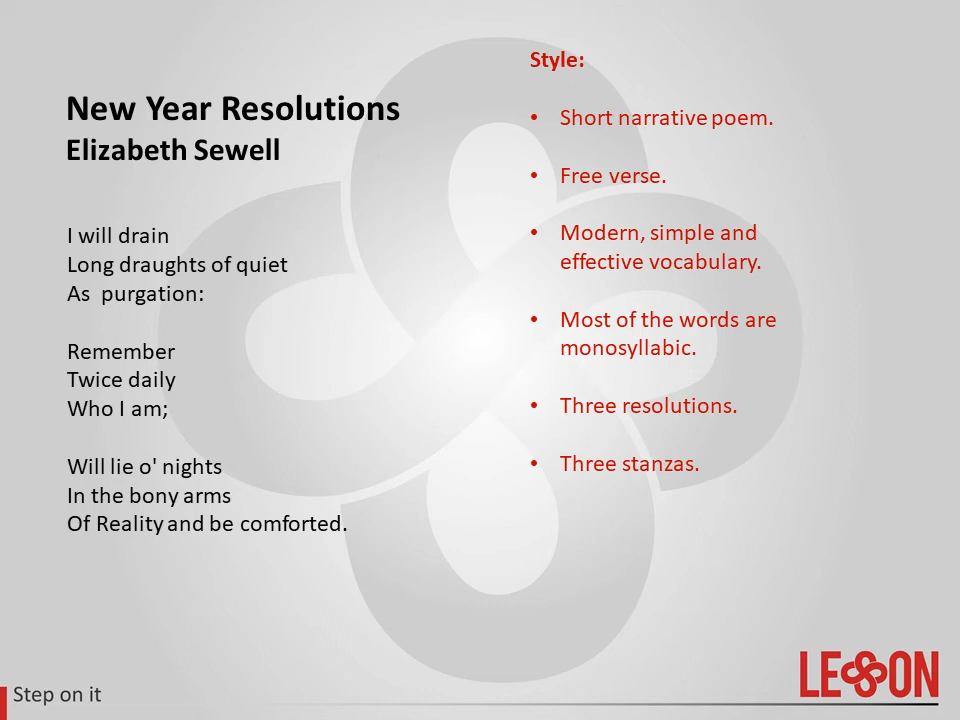 New Year Resolutions
Elizabeth Sewell
I will drain
Long draughts of quiet
As purgation:
Remember
Twice daily
Who I am;
Will lie o' nights
In the bony arms
Of Reality and be comforted.
Style:
• Short narrative poem.
• Free verse.
• Modern, simple and
effective vocabulary.
• Most of the words are
monosyllabic.
• Three resolutions.
• Three stanzas.
Step on it
LESSON